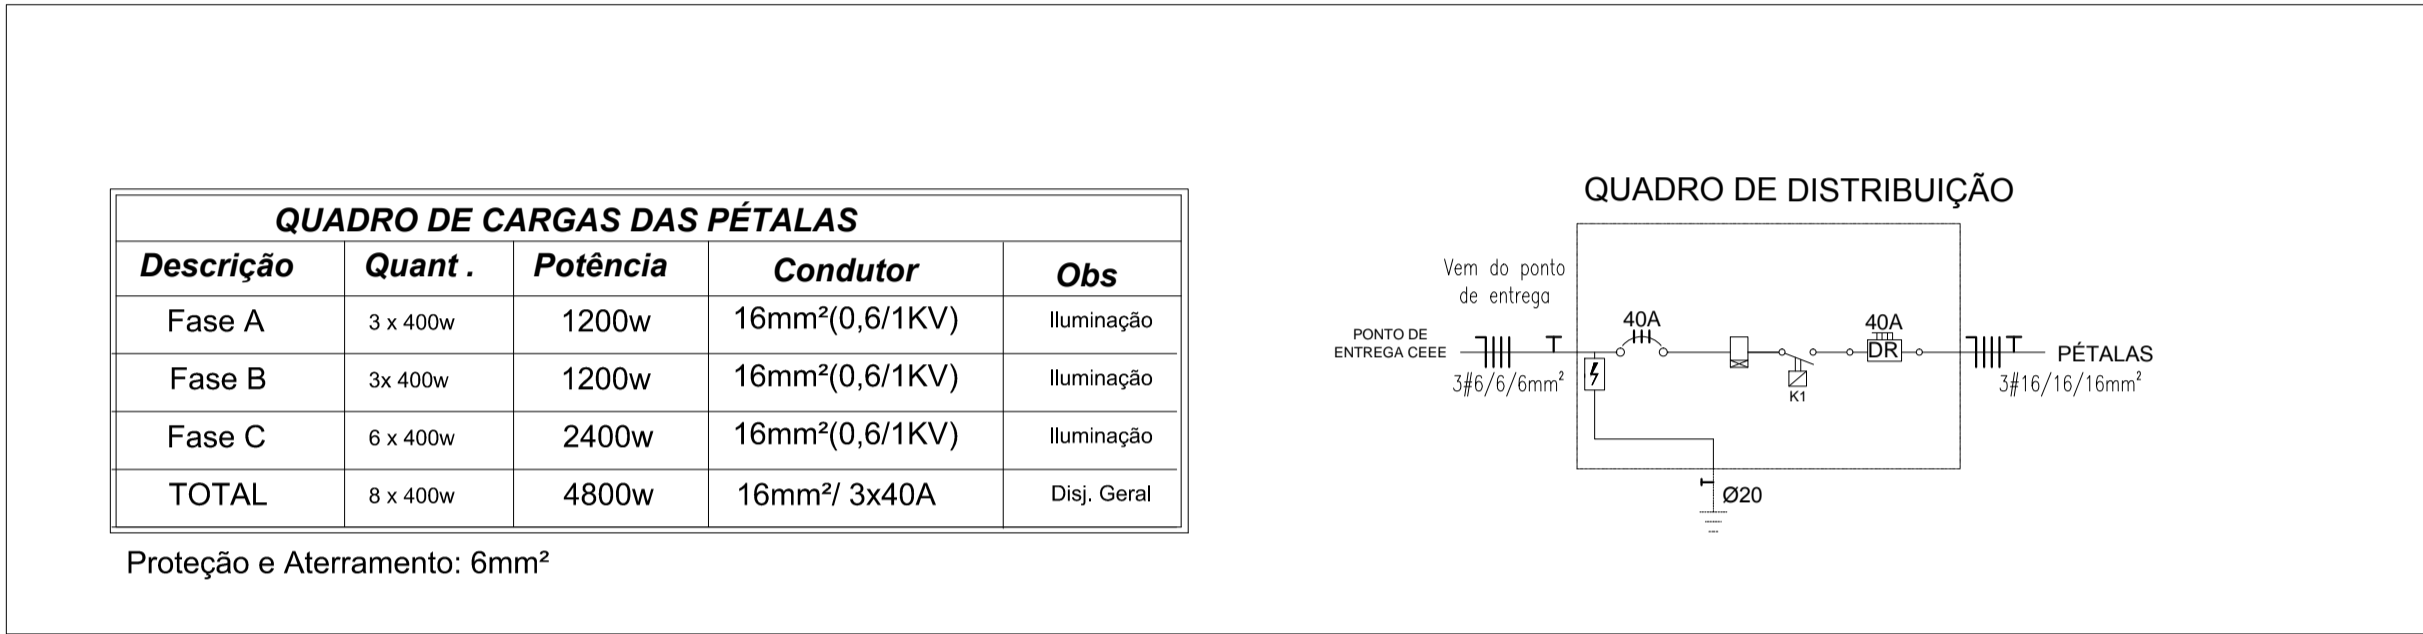 QUADRO DE CARGAS DAS PÉTALAS
Descrição Quant . Potência Condutor Obs
Fase A 3 x 400w 1200w 16mm²(0,6/1KV) Iluminação
Fase B 3x 400w 1200w 16mm²(0,6/1KV) Iluminação
Fase C 6 x 400w 2400w 16mm²(0,6/1KV) Iluminação
TOTAL 8 x 400w 4800w 16mm²/ 3x40A Disj. Geral
Proteção e Aterramento: 6mm²
QUADRO DE DISTRIBUIÇÃO
Vem do ponto
de entrega
PONTO DE
ENTREGA CEEE
3#6/6/6mm²
40A
K1
40A
DR
PÉTALAS
3#16/16/16mm²
Ø20